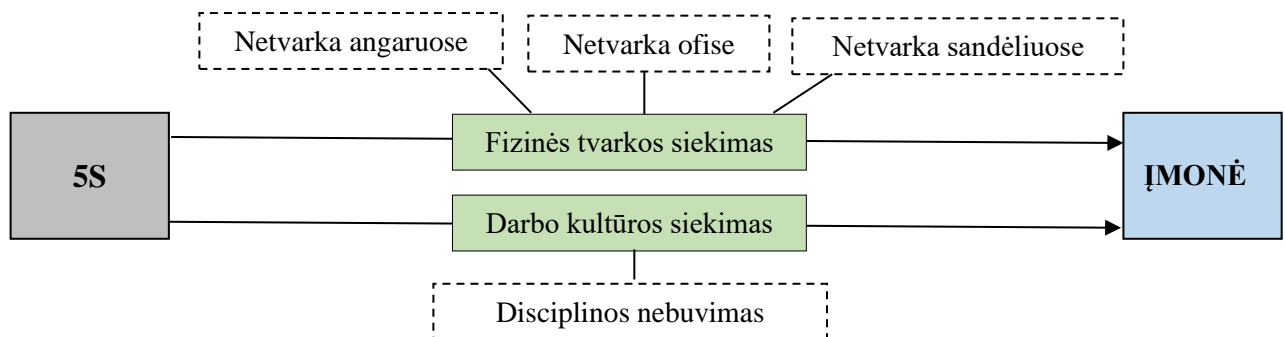 Netvarka angaruose
Netvarka ofise
Netvarka sandėliuose
5S
Fizinės tvarkos siekimas
ĮMONĖ
Darbo kultūros siekimas
Disciplinos nebuvimas